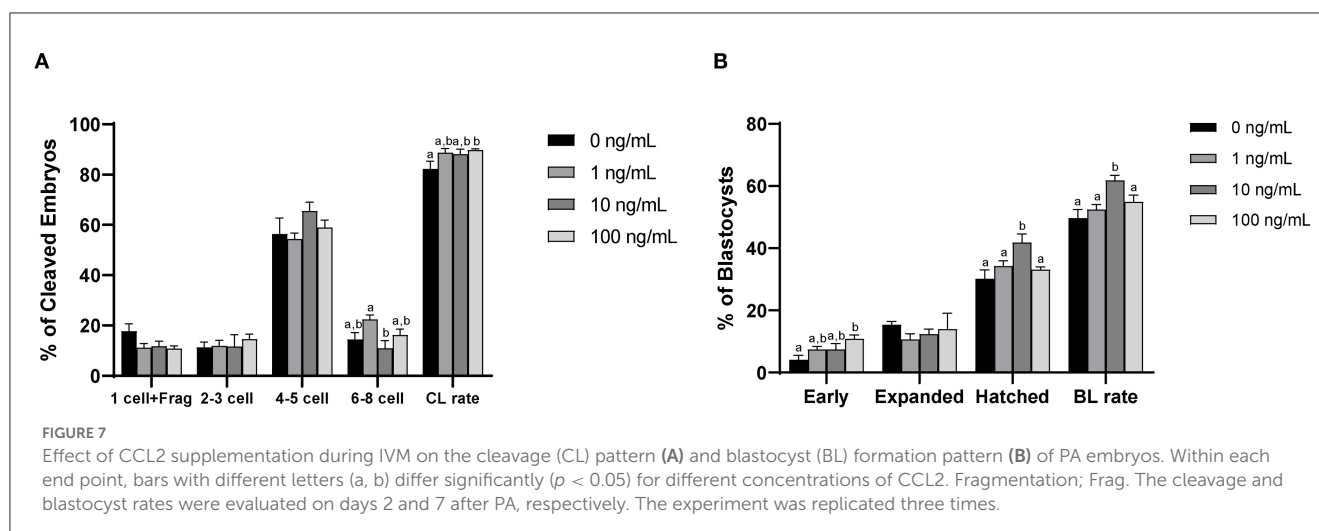 A
% of Cleaved Embryos
100
80
60
40
20
0
a
a,b
a,b
b
a,b
a
b
a,b
1 cell+Frag 2-3 cell 4-5 cell 6-8 cell CL rate
0 ng/mL
1 ng/mL
10 ng/mL
100 ng/mL
B
% of Blastocysts
80
60
40
20
0
a a,b a,b b
a a b a
a a b a
Early Expanded Hatched BL rate
0 ng/mL
1 ng/mL
10 ng/mL
100 ng/mL
FIGURE 7
Effect of CCL2 supplementation during IVM on the cleavage (CL) pattern (A) and blastocyst (BL) formation pattern (B) of PA embryos. Within each
end point, bars with different letters (a, b) differ significantly (p < 0.05) for different concentrations of CCL2. Fragmentation; Frag. The cleavage and
blastocyst rates were evaluated on days 2 and 7 after PA, respectively. The experiment was replicated three times.